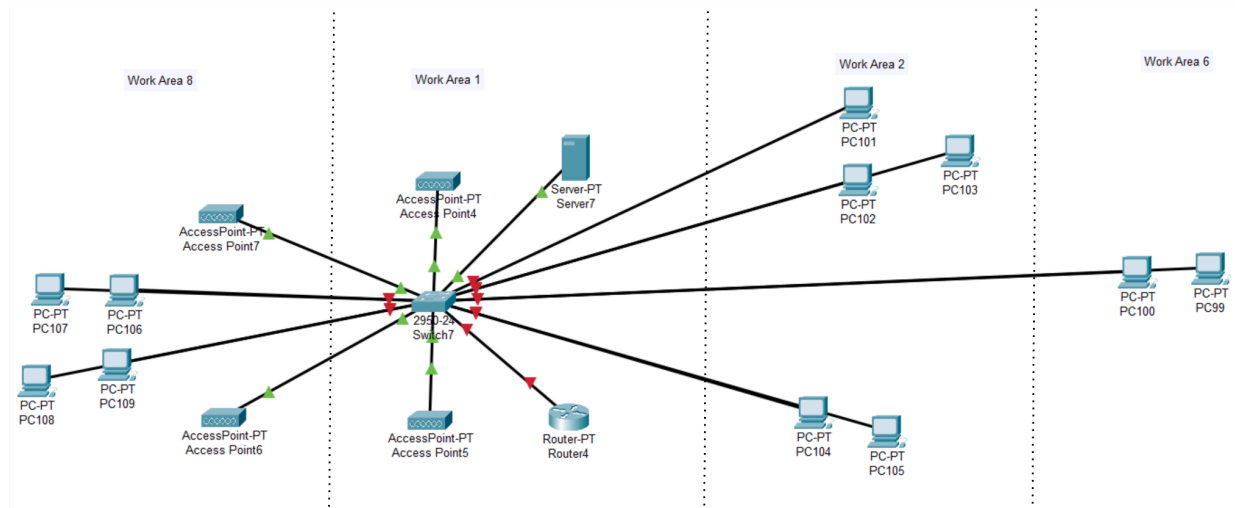 Work Area 8
Work Area 1
Work Area 2
Work Area 6
PC-PT
PC101
PC-PT
PC103
PC-PT
PC102
Server-PT
Server7
AccessPoint-PT
Access Point4
AccessPoint-PT
Access Point7
PC-PT
PC107
PC-PT
PC106
2950-24
Switch7
PC-PT
PC100
PC-PT
PC99
PC-PT
PC108
PC-PT
PC109
AccessPoint-PT
Access Point6
AccessPoint-PT
Access Point5
Router-PT
Router4
PC-PT
PC104
PC-PT
PC105